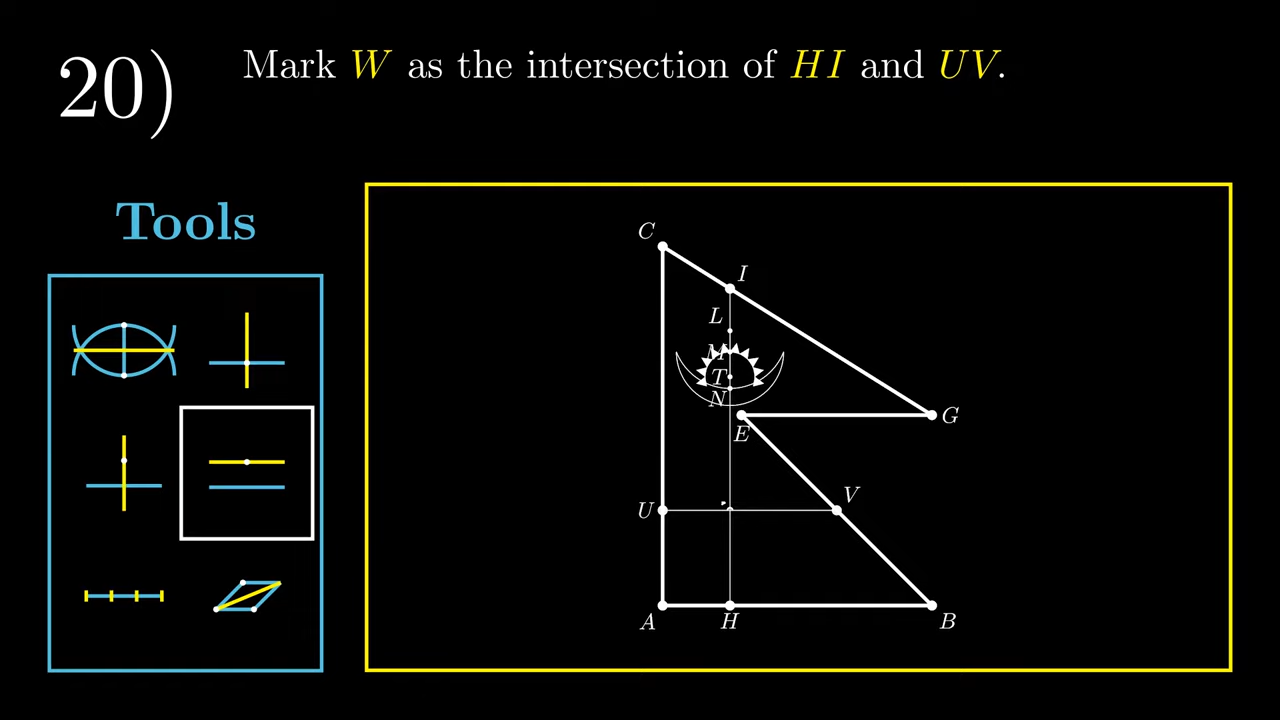 20) Mark W as the intersection of HI and UV.
Tools
C
I
L
M
T
N
G
E
V
U
A
H
B